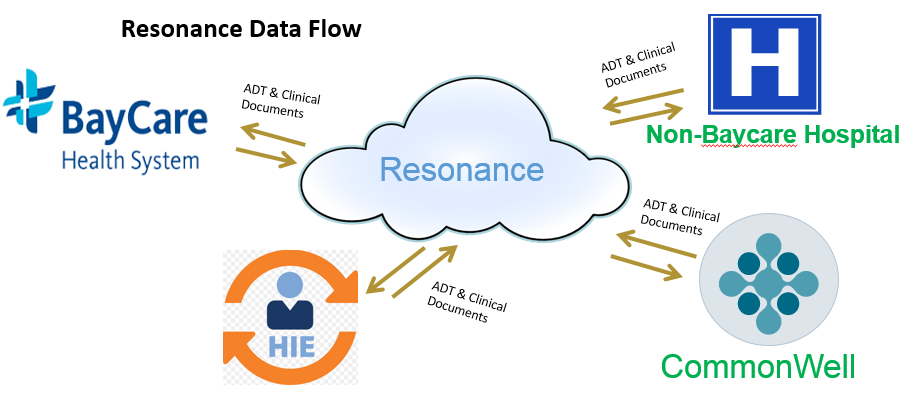 Resonance Data Flow
BayCare
Health System
ADT & Clinical
Documents
Resonance
ADT & Clinical
Documents
H
Non-Baycare Hospital
ADT & Clinical
Documents
CommonWell
HIE
ADT & Clinical
Documents